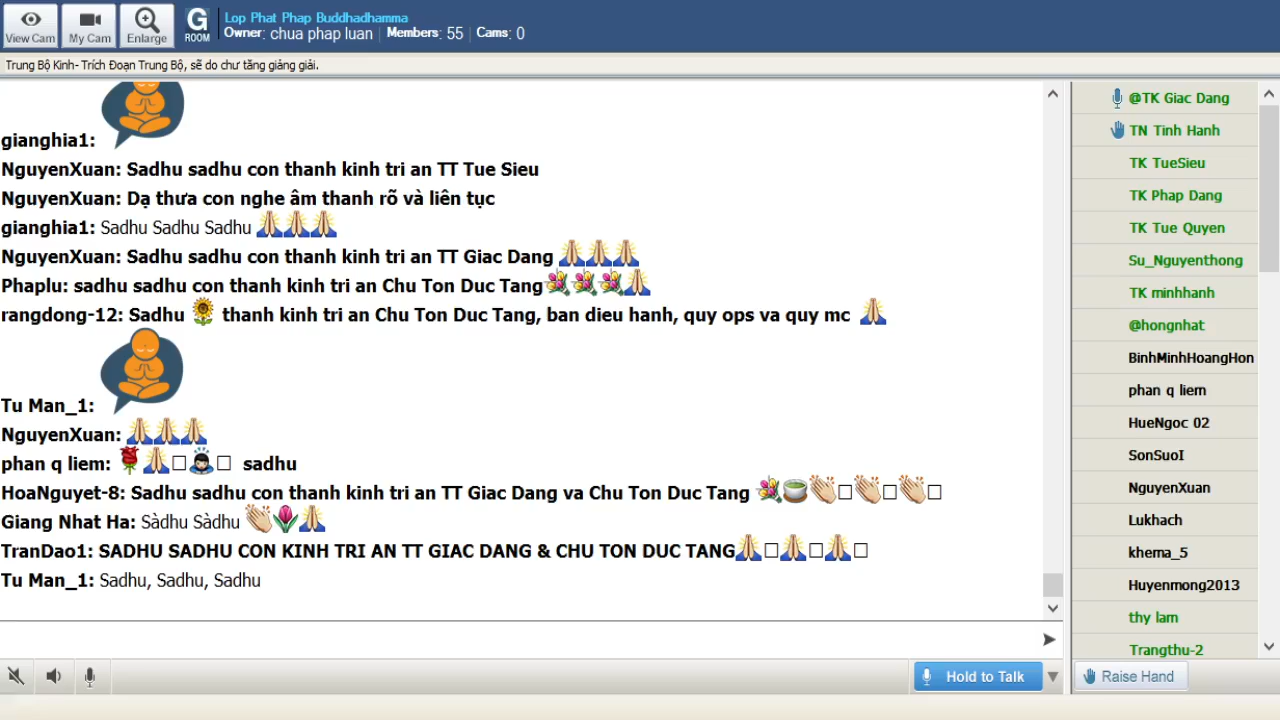 View Cam
My Cam
Enlarge
G
ROOM
Lop Phat Phap Buddhadhamma
Owner: chua phap luan | Members: 55 | Cams: 0
Trung Bộ Kinh- Trích Đoạn Trung Bộ, sẽ do chư tăng giảng giải.
gianghia1:
NguyenXuan: Sadhu sadhu con thanh kinh tri an TT Tue Sieu
NguyenXuan: Dạ thưa con nghe âm thanh rõ và liên tục
gianghia1: Sadhu Sadhu Sadhu 🙏🙏🙏
NguyenXuan: Sadhu sadhu con thanh kinh tri an TT Giac Dang 🙏🙏🙏
Phaplu: sadhu sadhu con thanh kinh tri an Chu Ton Duc Tang💐💐💐🙏
rangdong-12: Sadhu 🌻 thanh kinh tri an Chu Ton Duc Tang, ban dieu hanh, quy ops va quy mc 🙏
Tu Man_1:
NguyenXuan: 🙏🙏🙏
phan q liem: 🌹🙏□🙇□ sadhu
HoaNguyet-8: Sadhu sadhu con thanh kinh tri an TT Giac Dang va Chu Ton Duc Tang 💐🍵👏□👏□👏□
Giang Nhat Ha: Sàdhu Sàdhu 👏🌷🙏
TranDao1: SADHU SADHU CON KINH TRI AN TT GIAC DANG & CHU TON DUC TANG🙏□🙏□🙏□
Tu Man_1: Sadhu, Sadhu, Sadhu
Hold to Talk
@TK Giac Dang
TN Tinh Hanh
TK TueSieu
TK Phap Dang
TK Tue Quyen
Su_Nguyenthong
TK minhhanh
@hongnhat
BinhMinhHoangHon
phan q liem
HueNgoc 02
SonSuoI
NguyenXuan
Lukhach
khema_5
Huyenmong2013
thy lam
Trangthu-2
Raise Hand